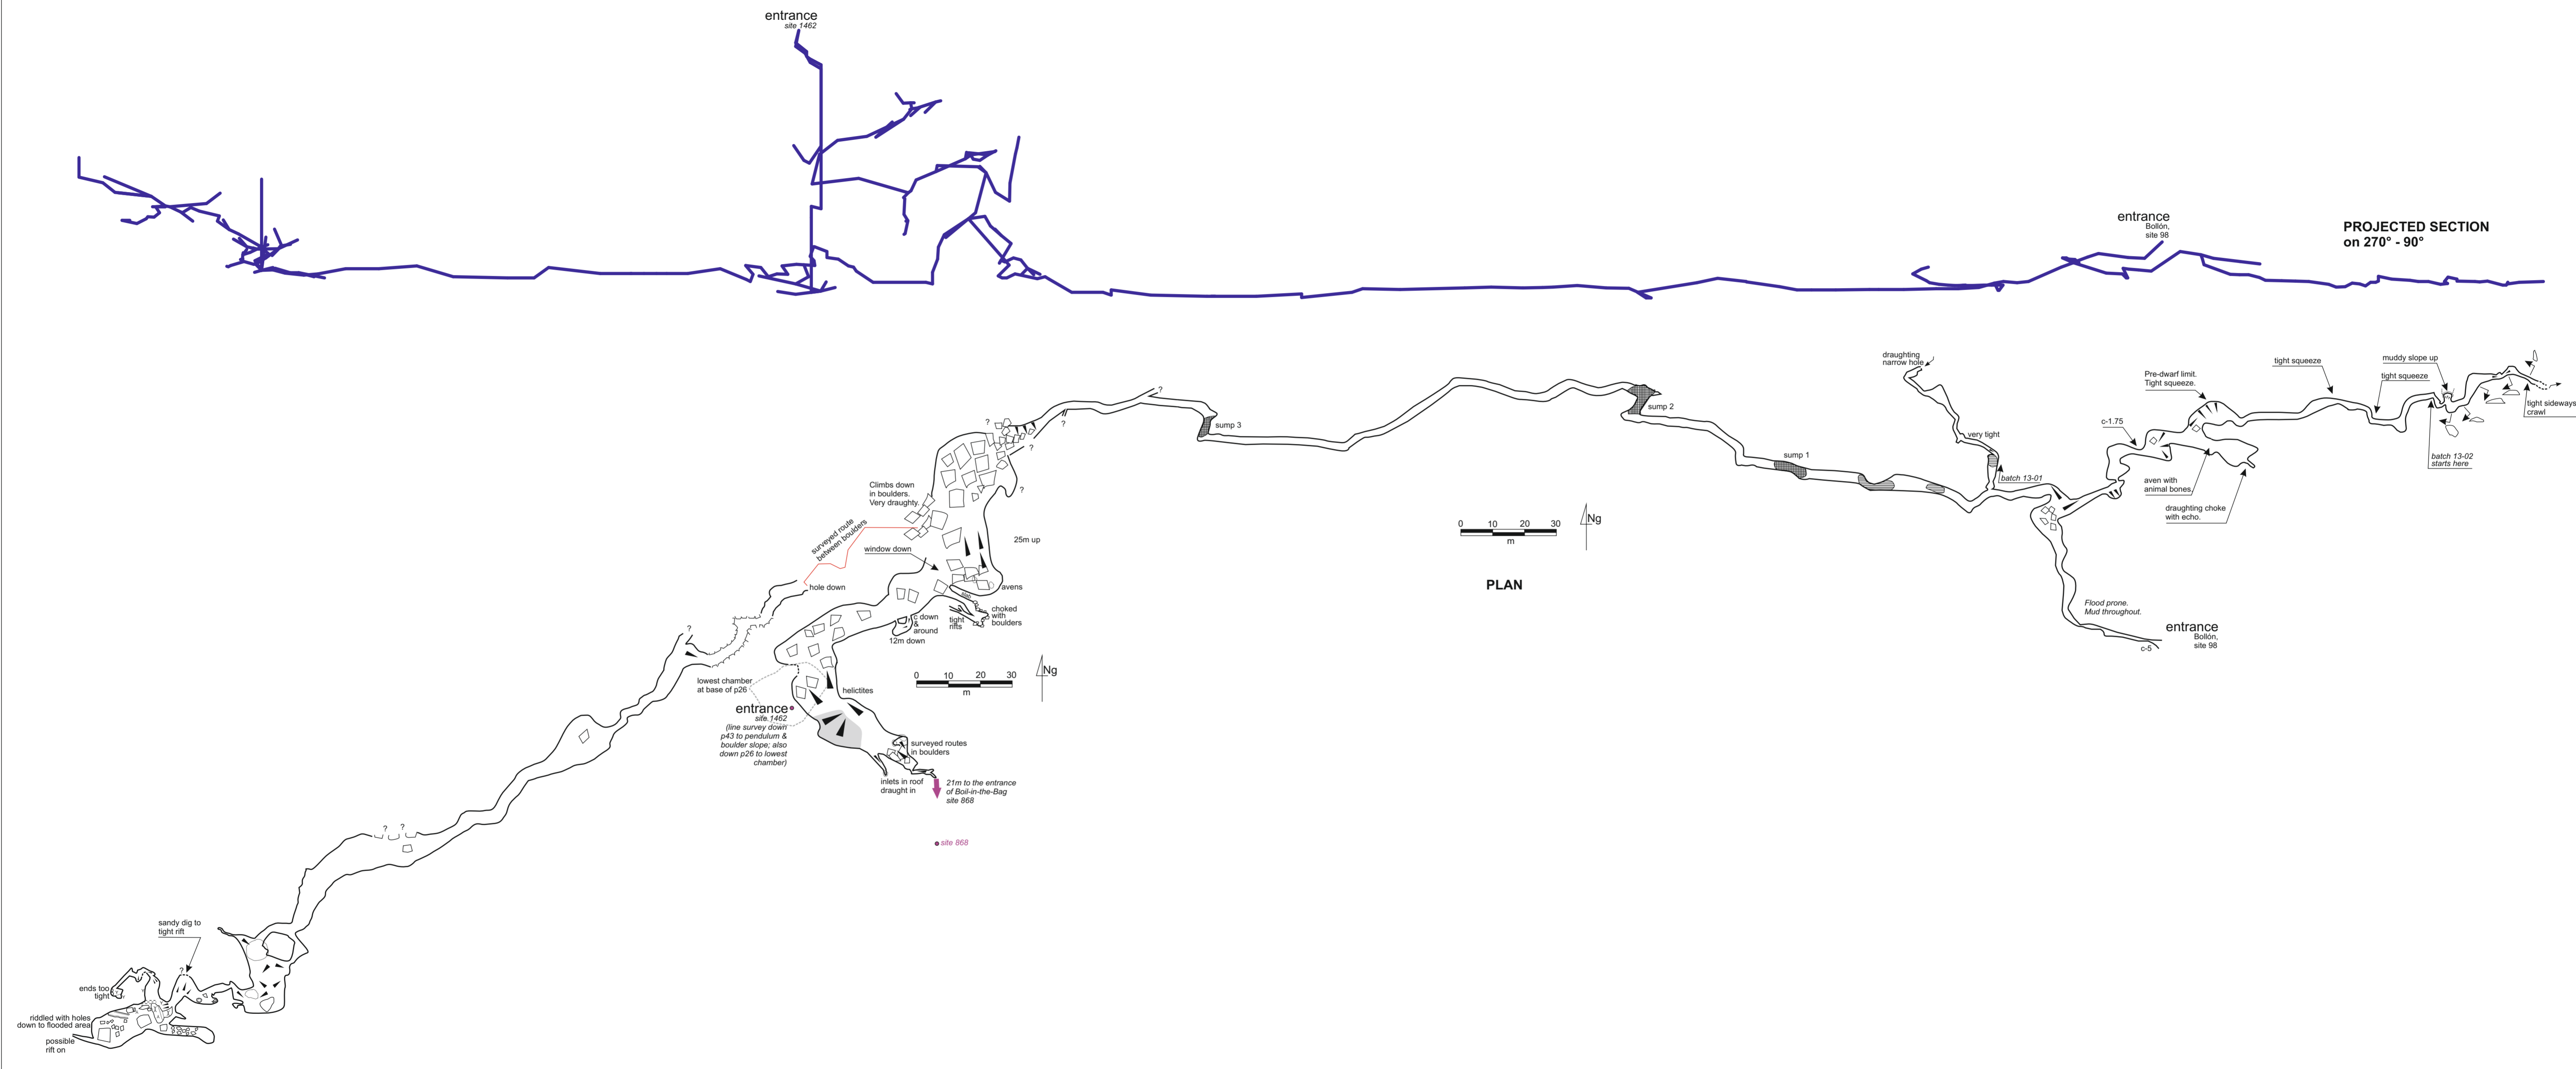 entrance
site 1462
entrance
Bollón,
site 98
PROJECTED SECTION
on 270° - 90°
draughting
narrow hole
very tight
batch 13-01
Pre-dwarf limit.
Tight squeeze.
c-1.75
aven with
animal bones
draughting choke
with echo.
tight squeeze
muddy slope up
tight squeeze
batch 13-02
starts here
tight sideways
crawl
?
sump 3
sump 2
sump 1
?
?
?
?
Climbs down
in boulders.
Very draughty.
surveyed route
between boulders
window down
25m up
hole down
avens
slab
choked
with
boulders
tight
rifts
c down
&
around
12m down
0 10 20 30
m
Ng
PLAN
Flood prone.
Mud throughout.
entrance
Bollón,
site 98
c-5
?
0 10 20 30
m
Ng
lowest chamber
at base of p26
helictites
entrance
site 1462
(line survey down
p43 to pendulum &
boulder slope; also
down p26 to lowest
chamber)
surveyed routes
in boulders
inlets in roof
draught in
21m to the entrance
of Boil-in-the-Bag
site 868
site 868
? ?
sandy dig to
tight rift
?
ends too
tight
riddled with holes
down to flooded area
possible
rift on